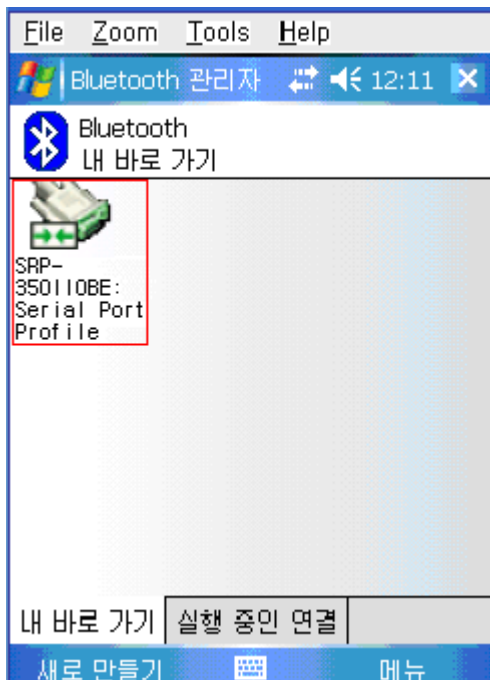 File Zoom Tools Help
Bluetooth 관리자 12:11
Bluetooth
내 바로 가기
SRP-
350IIOBE:
Serial Port
Profile
내 바로 가기 실행 중인 연결
새로 만들기 메뉴